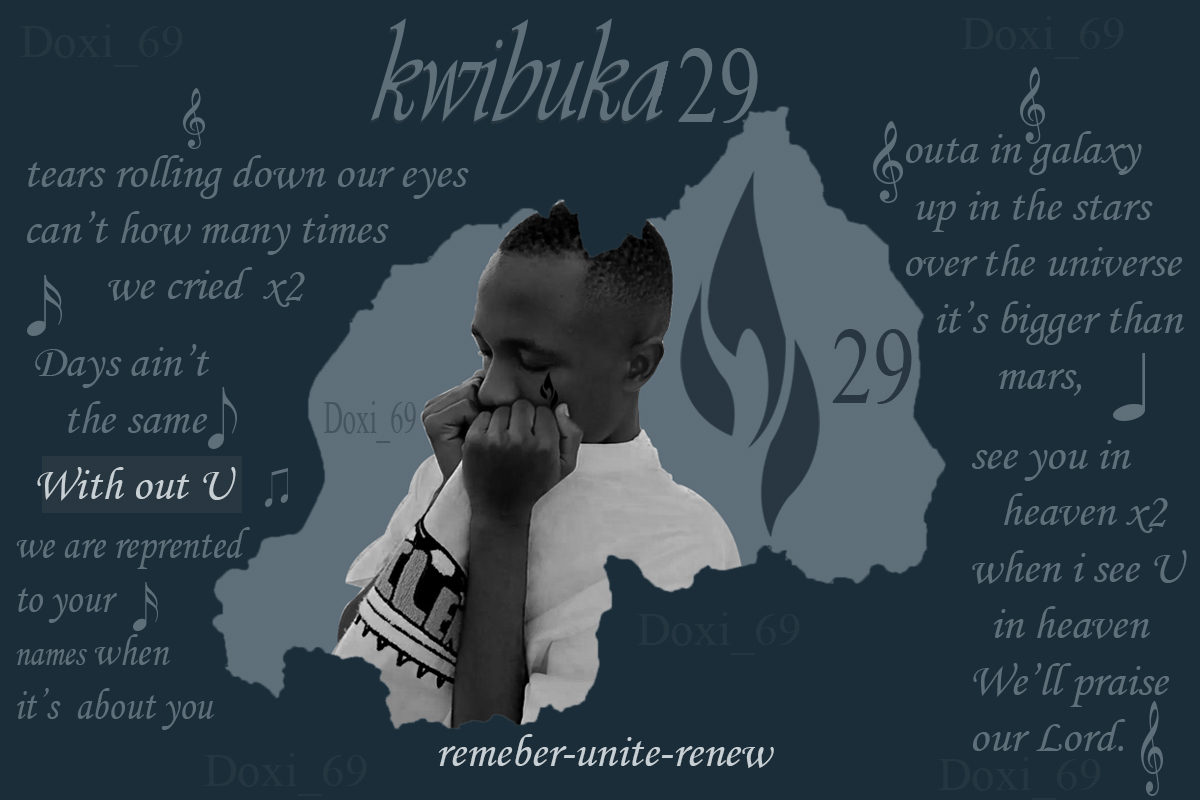 Doxi_69
Doxi_69
kwibuka 29
tears rolling down our eyes
can't how many times
we cried x2
Days ain't
the same
With out U
we are reprented
to your
names when
it's about you
Doxi_69
29
outa in galaxy
up in the stars
over the universe
it's bigger than
mars,
see you in
heaven x2
when i see U
in heaven
We'll praise
our Lord.
Doxi_69
remeber-unite-renew
Doxi_69
Doxi_69